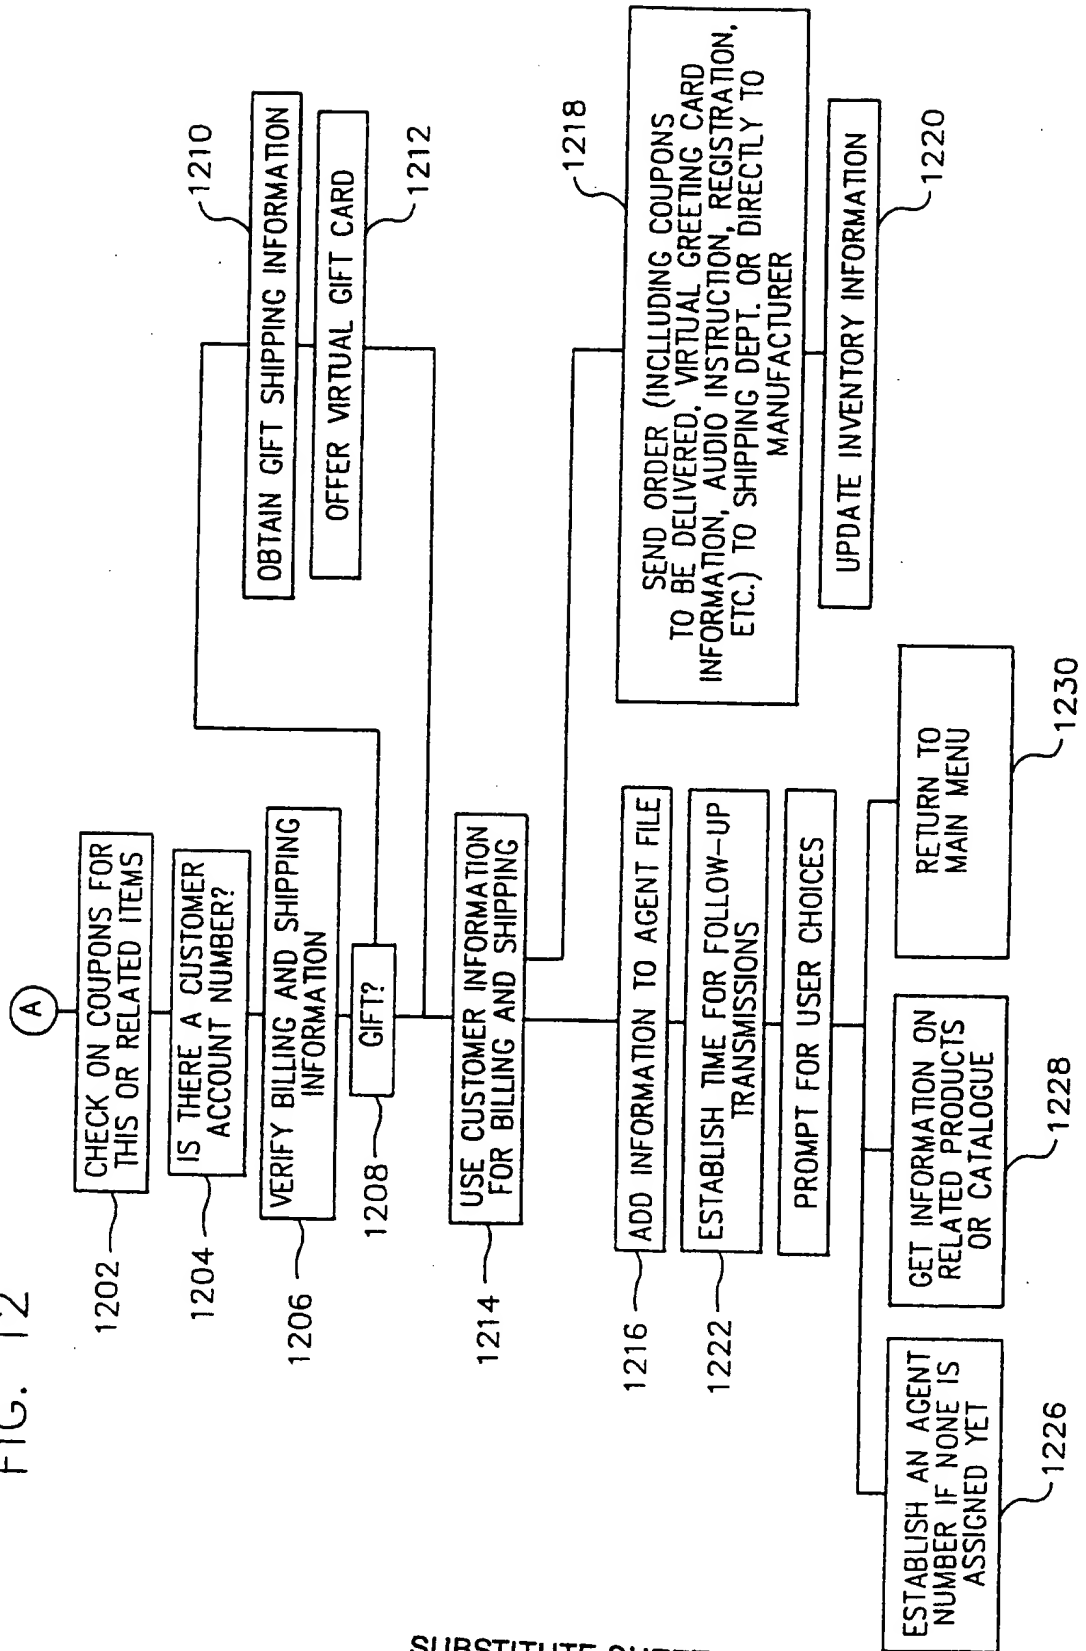 FIG. 12
A
CHECK ON COUPONS FOR
THIS OR RELATED ITEMS
1202
IS THERE A CUSTOMER
ACCOUNT NUMBER?
1204
VERIFY BILLING AND SHIPPING
INFORMATION
1206
GIFT?
1208
OBTAIN GIFT SHIPPING INFORMATION
1210
OFFER VIRTUAL GIFT CARD
1212
USE CUSTOMER INFORMATION
FOR BILLING AND SHIPPING
1214
SEND ORDER (INCLUDING COUPONS
TO BE DELIVERED, VIRTUAL GREETING CARD
INFORMATION, AUDIO INSTRUCTION, REGISTRATION,
ETC.) TO SHIPPING DEPT. OR DIRECTLY TO
MANUFACTURER
1218
UPDATE INVENTORY INFORMATION
1220
ADD INFORMATION TO AGENT FILE
1216
ESTABLISH TIME FOR FOLLOW-UP
TRANSMISSIONS
1222
PROMPT FOR USER CHOICES
ESTABLISH AN AGENT
NUMBER IF NONE IS
ASSIGNED YET
1226
GET INFORMATION ON
RELATED PRODUCTS
OR CATALOGUE
1228
RETURN TO
MAIN MENU
1230
SUBSTITUTE SHEET